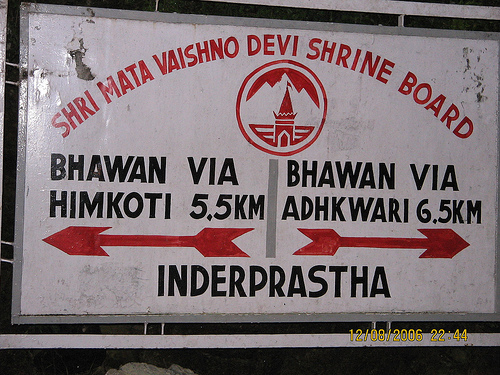 SHRI MATA VAISHNO DEVI SHRINE BOARD
BHAWAN VIA
HIMKOTI 5.5KM
BHAWAN VIA
ADHKWARI 6.5KM
INDERPRASTHA
12/08/2006 22:44